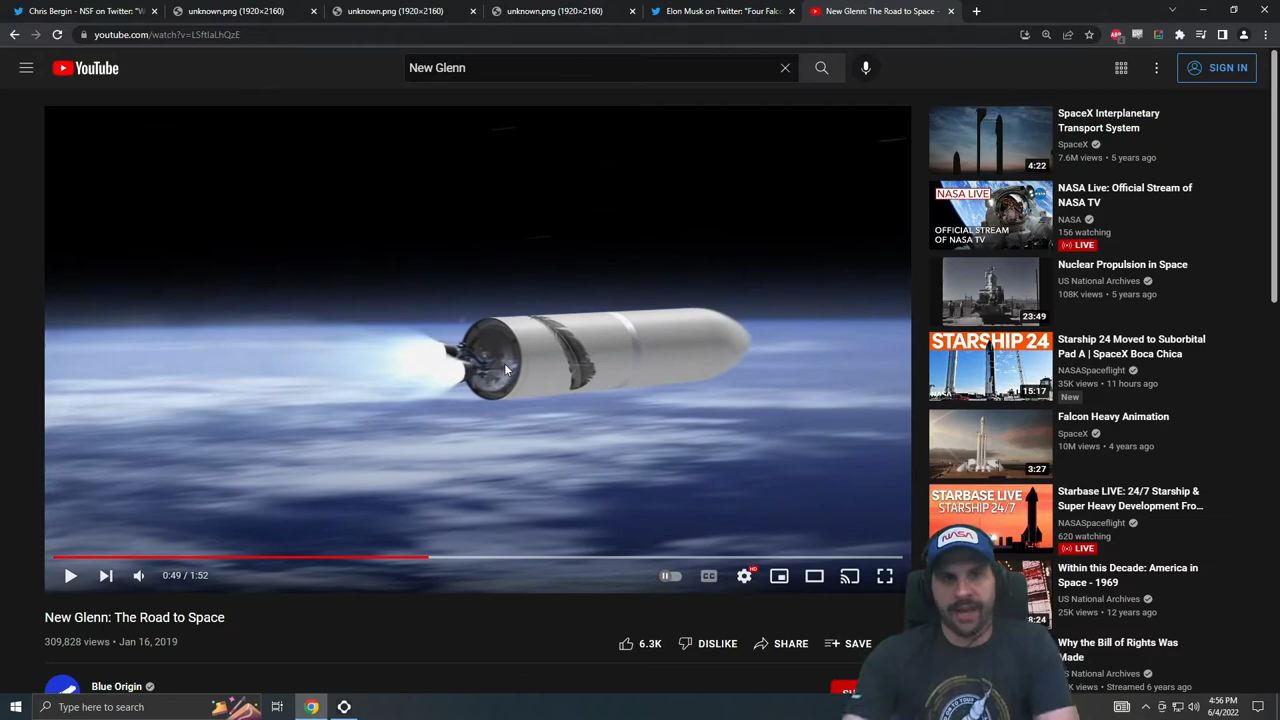 Chris Bergin - NSF on Twitter: "W
unknown.png (1920×2160)
unknown.png (1920×2160)
unknown.png (1920×2160)
Elon Musk on Twitter: "Four Falco
New Glenn: The Road to Space -
youtube.com/watch?v=LSftIaLhQzE
YouTube
New Glenn
SIGN IN
SpaceX Interplanetary
Transport System
SpaceX
7.6M views • 5 years ago
4:22
NASA LIVE
OFFICIAL STREAM
OF NASA TV
NASA Live: Official Stream of
NASA TV
NASA
156 watching
LIVE
Nuclear Propulsion in Space
US National Archives
108K views • 5 years ago
23:49
STARSHIP 24
Starship 24 Moved to Suborbital
Pad A | SpaceX Boca Chica
NASASpaceflight
35K views • 11 hours ago
New
15:17
Falcon Heavy Animation
SpaceX
10M views • 4 years ago
3:27
STARBASE LIVE
STARSHIP 24/7
Starbase LIVE: 24/7 Starship &
Super Heavy Development Fro...
NASASpaceflight
620 watching
LIVE
Within this Decade: America in
Space - 1969
US National Archives
25K views • 12 years ago
8:24
Why the Bill of Rights Was
Made
Streamed 6 years ago
0:49 / 1:52
CC
HD
New Glenn: The Road to Space
309,828 views • Jan 16, 2019
6.3K
DISLIKE
SHARE
SAVE
Blue Origin
NASA
Type here to search
4:56 PM
6/4/2022